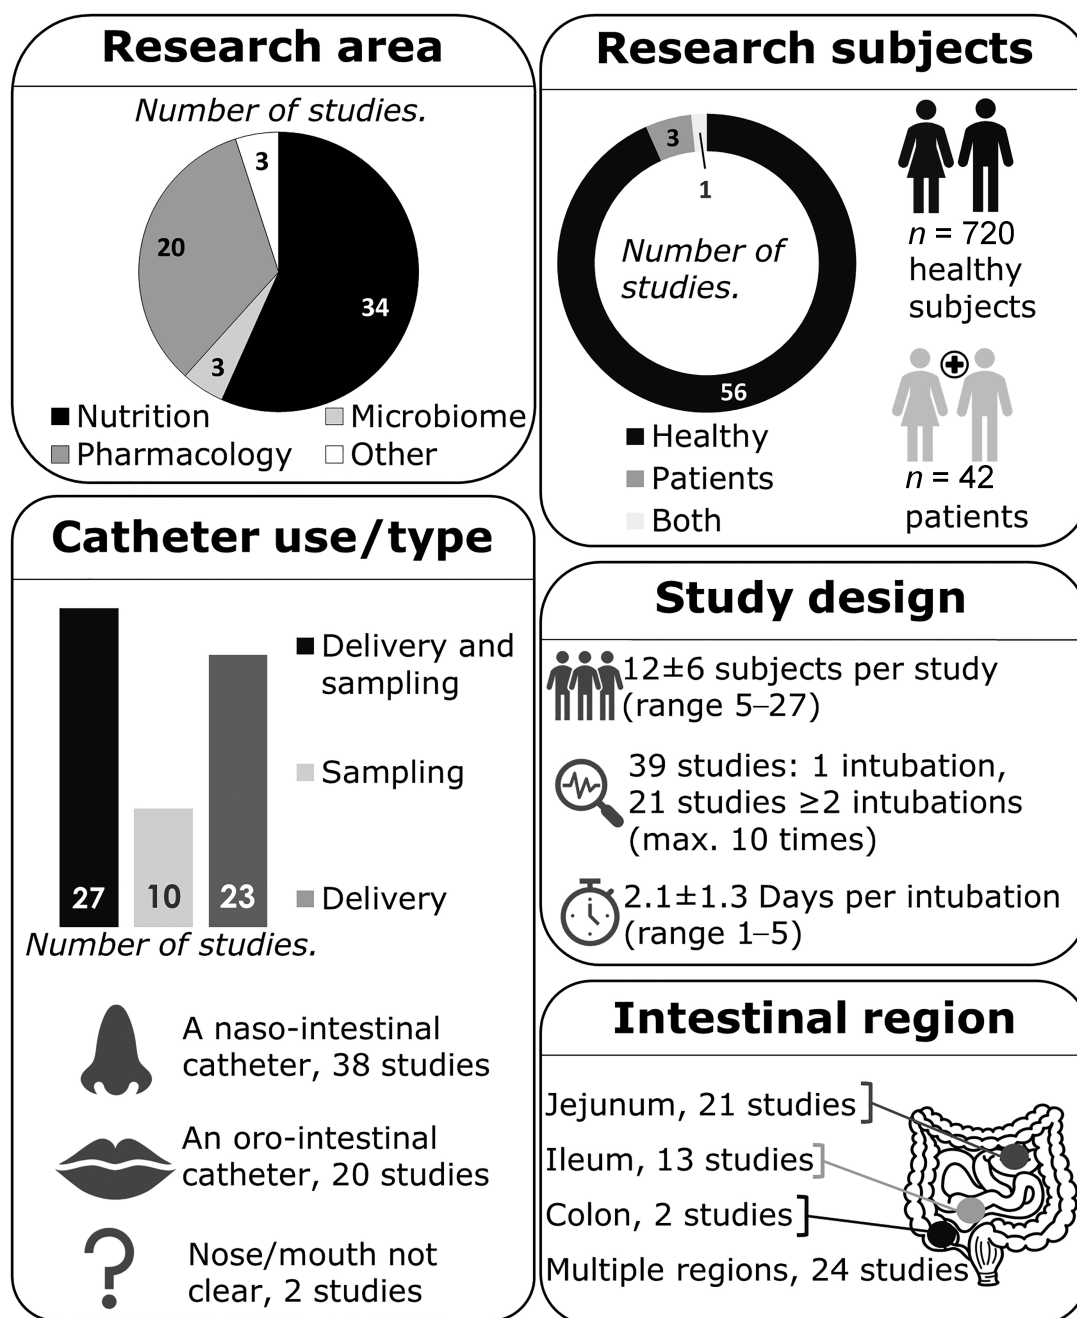 Research area
Number of studies.
3
20
34
3
Nutrition
Microbiome
Pharmacology
Other
Research subjects
3
1
Number of
studies.
56
Healthy
Patients
Both
n = 720
healthy
subjects
n = 42
patients
Catheter use/type
Delivery and
sampling
Sampling
Delivery
27
10
23
Number of studies.
A naso-intestinal
catheter, 38 studies
An oro-intestinal
catheter, 20 studies
?
Nose/mouth not
clear, 2 studies
Study design
12±6 subjects per study
(range 5–27)
39 studies: 1 intubation,
21 studies ≥2 intubations
(max. 10 times)
2.1±1.3 Days per intubation
(range 1–5)
Intestinal region
Jejunum, 21 studies
Ileum, 13 studies
Colon, 2 studies
Multiple regions, 24 studies